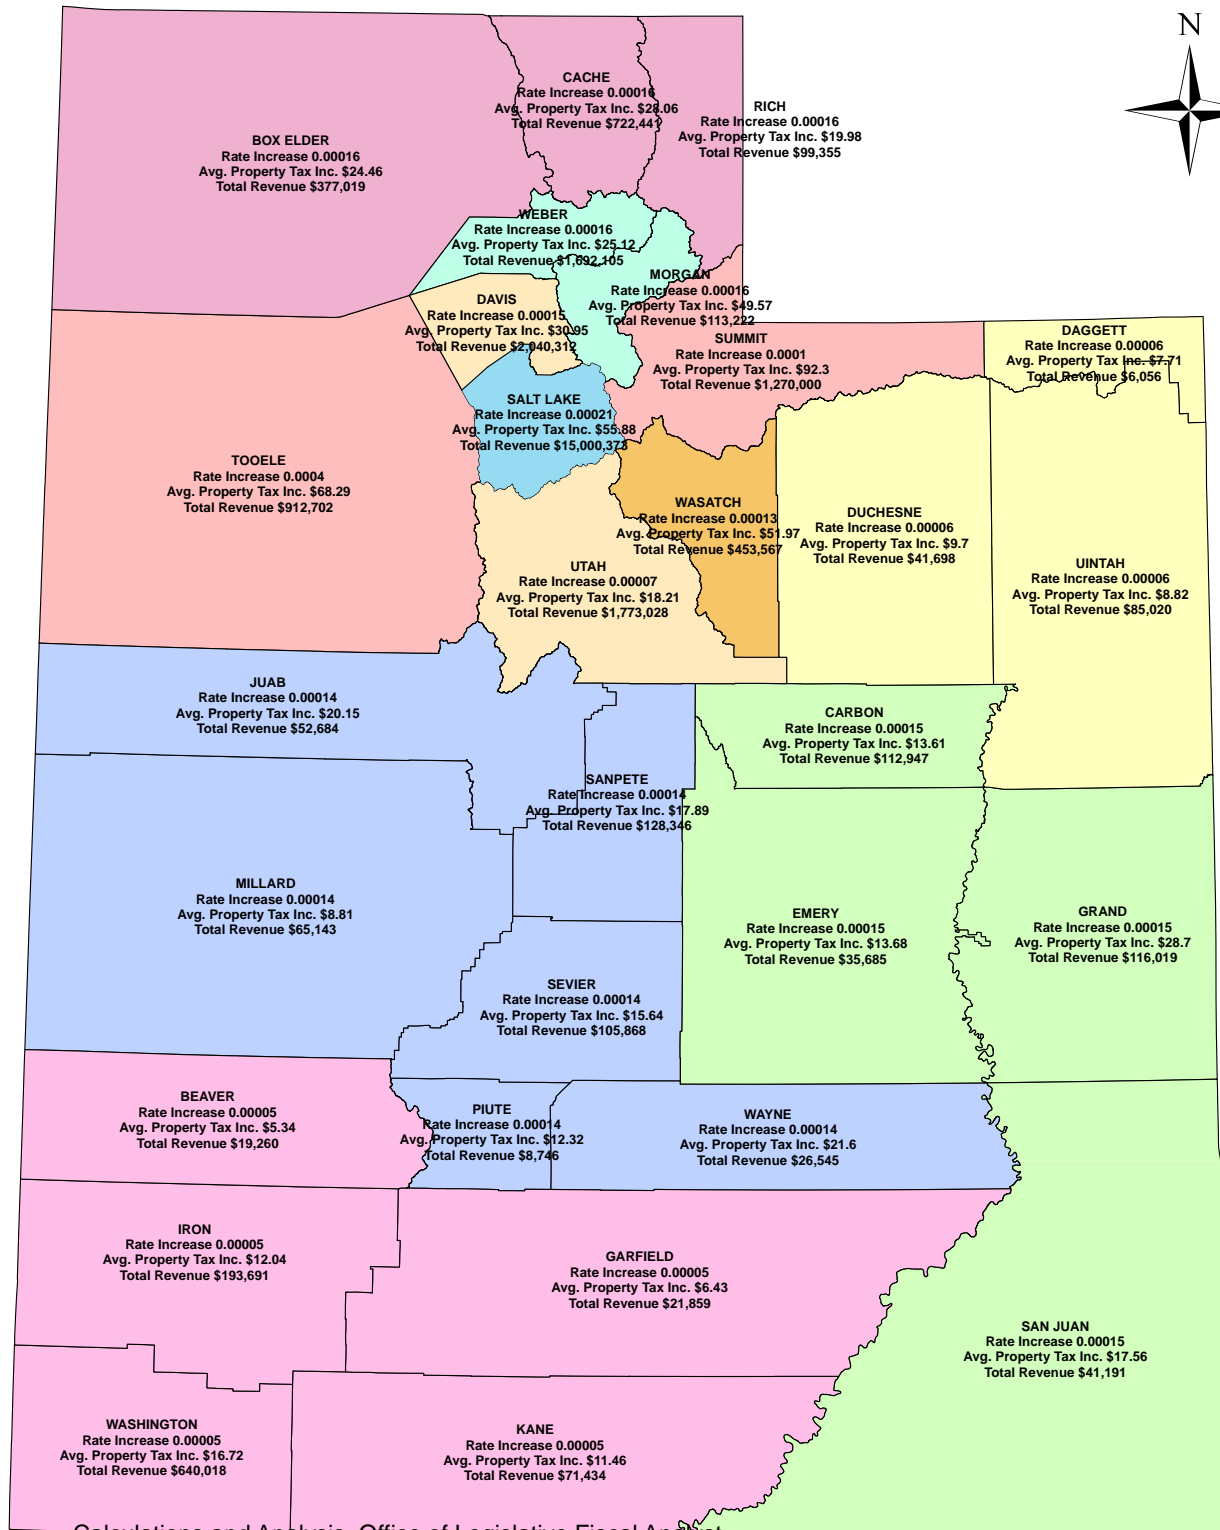 N
CACHE
Rate Increase 0.00016
Avg. Property Tax Inc. $28.06
Total Revenue $722,441
RICH
Rate Increase 0.00016
Avg. Property Tax Inc. $19.98
Total Revenue $99,355
BOX ELDER
Rate Increase 0.00016
Avg. Property Tax Inc. $24.46
Total Revenue $377,019
WEBER
Rate Increase 0.00016
Avg. Property Tax Inc. $25.12
Total Revenue $1,692,105
MORGAN
Rate Increase 0.00016
Avg. Property Tax Inc. $49.57
Total Revenue $113,222
DAVIS
Rate Increase 0.00015
Avg. Property Tax Inc. $30.95
Total Revenue $2,040,312
SUMMIT
Rate Increase 0.0001
Avg. Property Tax Inc. $92.3
Total Revenue $1,270,000
DAGGETT
Rate Increase 0.00006
Avg. Property Tax Inc. $7.71
Total Revenue $6,056
SALT LAKE
Rate Increase 0.00021
Avg. Property Tax Inc. $55.88
Total Revenue $15,000,373
TOOELE
Rate Increase 0.0004
Avg. Property Tax Inc. $68.29
Total Revenue $912,702
WASATCH
Rate Increase 0.00013
Avg. Property Tax Inc. $51.97
Total Revenue $453,567
DUCHESNE
Rate Increase 0.00006
Avg. Property Tax Inc. $9.7
Total Revenue $41,698
UTAH
Rate Increase 0.00007
Avg. Property Tax Inc. $18.21
Total Revenue $1,773,028
UINTAH
Rate Increase 0.00006
Avg. Property Tax Inc. $8.82
Total Revenue $85,020
JUAB
Rate Increase 0.00014
Avg. Property Tax Inc. $20.15
Total Revenue $52,684
CARBON
Rate Increase 0.00015
Avg. Property Tax Inc. $13.61
Total Revenue $112,947
SANPETE
Rate Increase 0.00014
Avg. Property Tax Inc. $17.89
Total Revenue $128,346
MILLARD
Rate Increase 0.00014
Avg. Property Tax Inc. $8.81
Total Revenue $65,143
EMERY
Rate Increase 0.00015
Avg. Property Tax Inc. $13.68
Total Revenue $35,685
GRAND
Rate Increase 0.00015
Avg. Property Tax Inc. $28.7
Total Revenue $116,019
SEVIER
Rate Increase 0.00014
Avg. Property Tax Inc. $15.64
Total Revenue $105,868
BEAVER
Rate Increase 0.00005
Avg. Property Tax Inc. $5.34
Total Revenue $19,260
PIUTE
Rate Increase 0.00014
Avg. Property Tax Inc. $12.32
Total Revenue $8,746
WAYNE
Rate Increase 0.00014
Avg. Property Tax Inc. $21.6
Total Revenue $26,545
IRON
Rate Increase 0.00005
Avg. Property Tax Inc. $12.04
Total Revenue $193,691
GARFIELD
Rate Increase 0.00005
Avg. Property Tax Inc. $6.43
Total Revenue $21,859
SAN JUAN
Rate Increase 0.00015
Avg. Property Tax Inc. $17.56
Total Revenue $41,191
WASHINGTON
Rate Increase 0.00005
Avg. Property Tax Inc. $16.72
Total Revenue $640,018
KANE
Rate Increase 0.00005
Avg. Property Tax Inc. $11.46
Total Revenue $71,434
Calculations and Analysis, Office of Legislative Fiscal Analyst